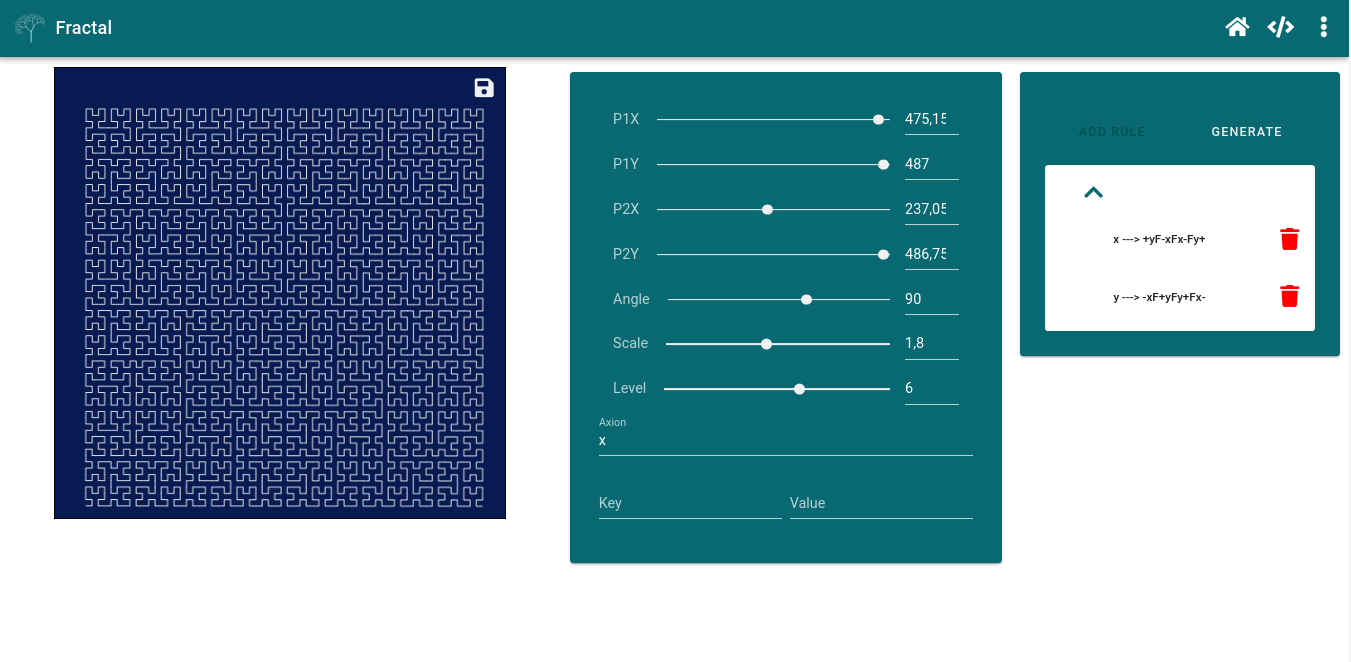 Fractal
P1X 475,15
P1Y 487
P2X 237,05
P2Y 486,75
Angle 90
Scale 1,8
Level 6
Axion
x
Key Value
ADD RULE GENERATE
x ---> +yF-xFx-Fy+
y ---> -xF+yFy+Fx-